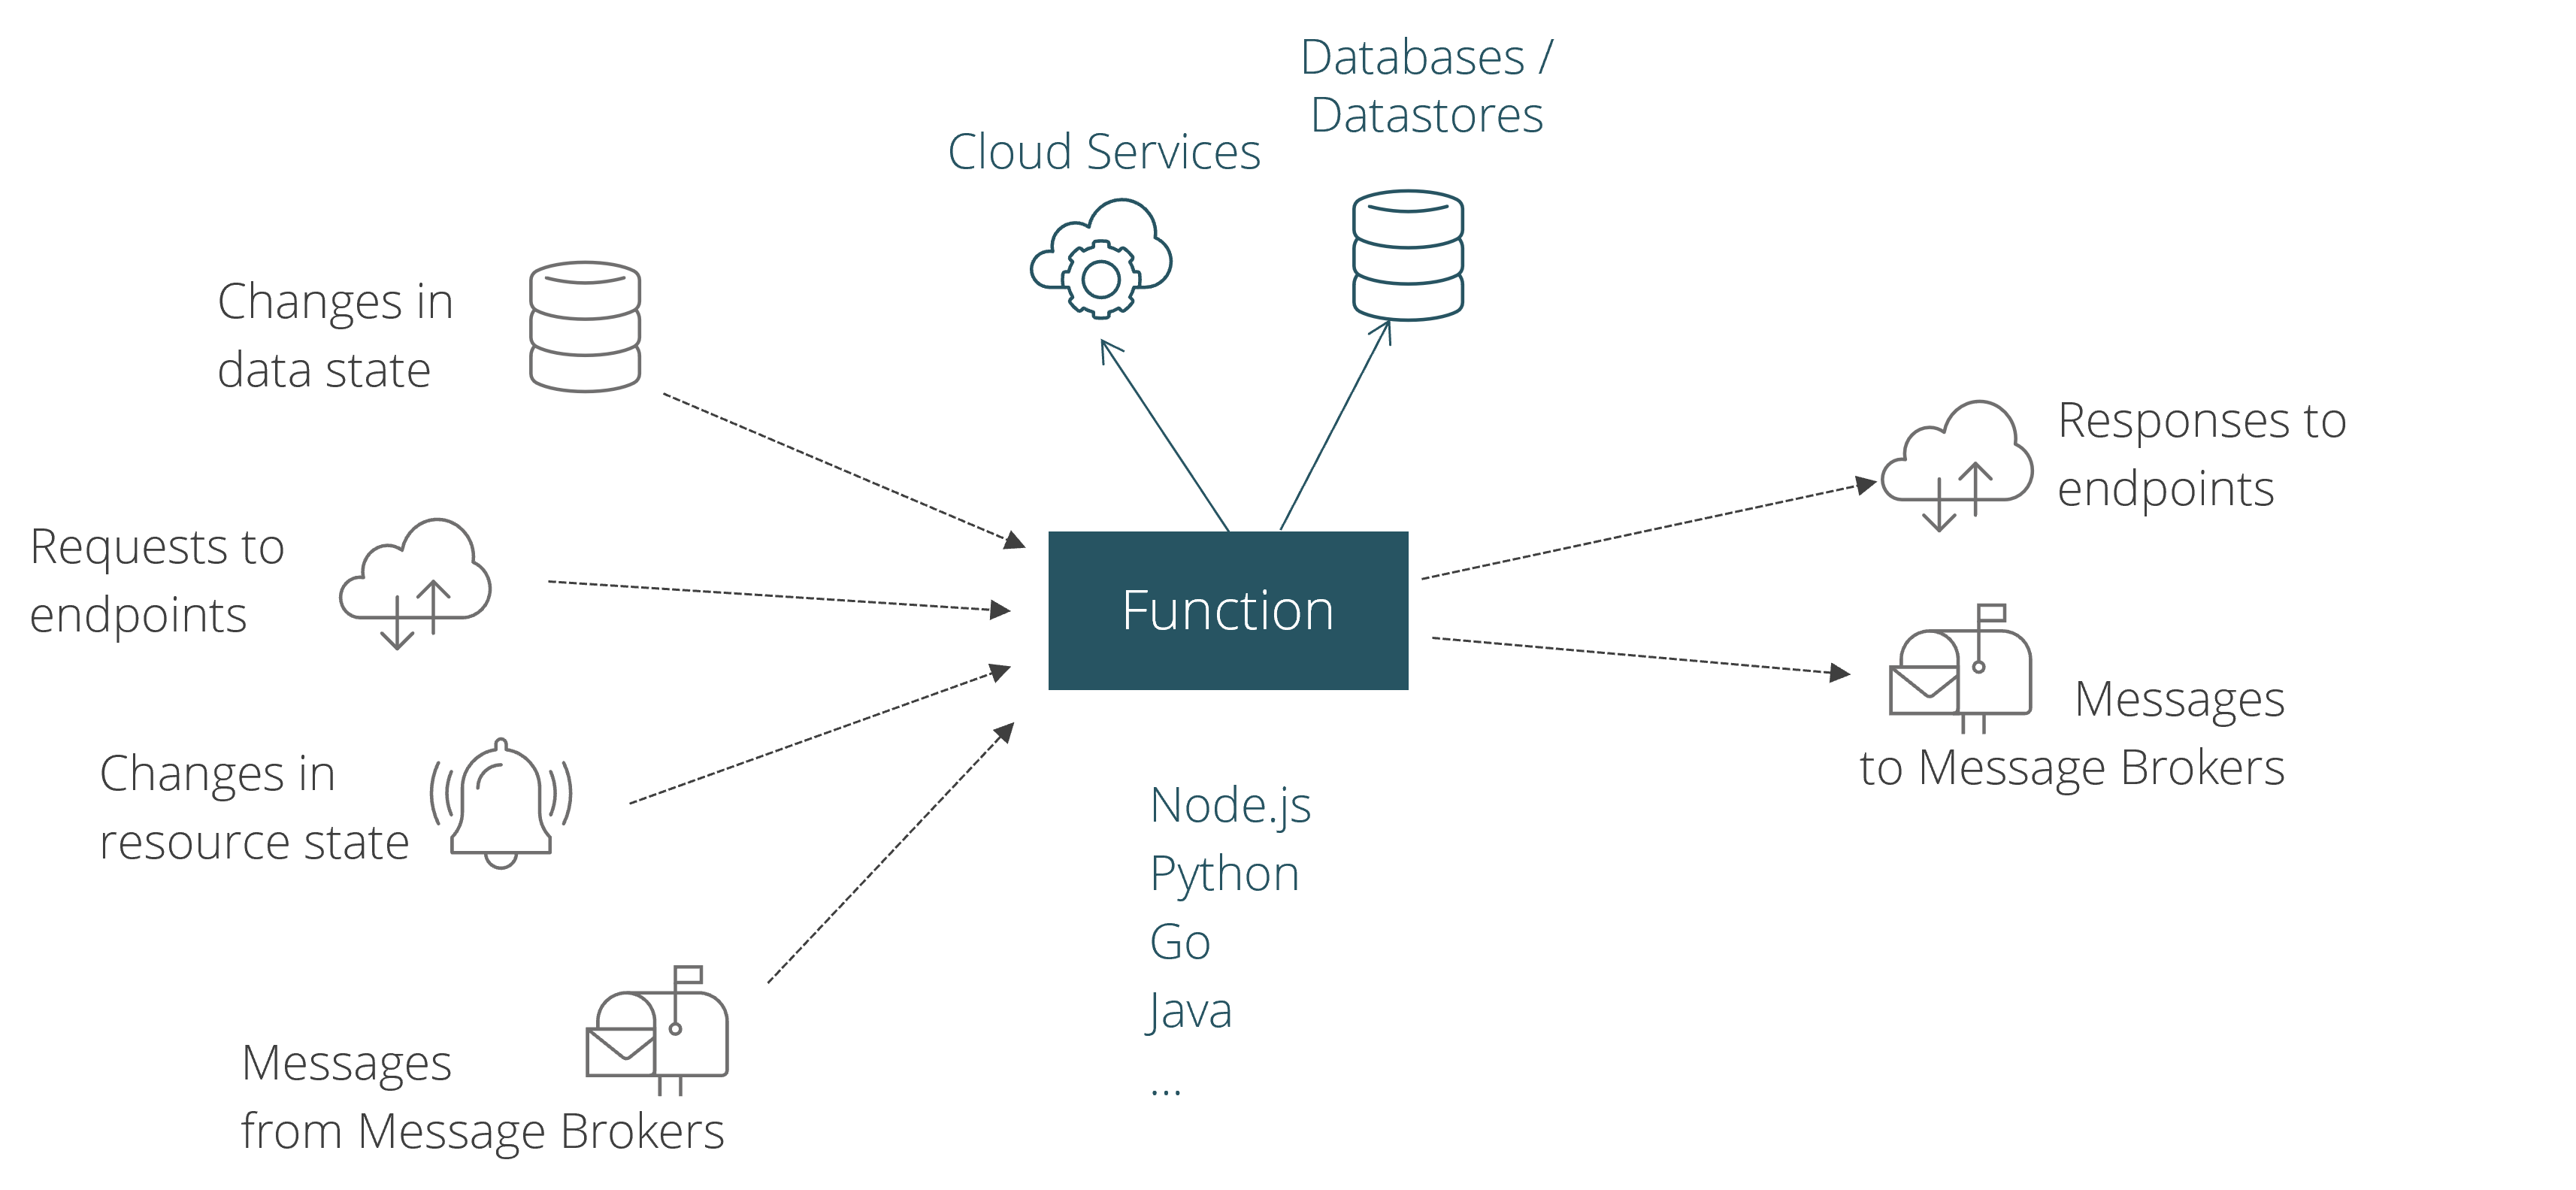 Databases /
Datastores
Cloud Services
Changes in
data state
Requests to
endpoints
Changes in
resource state
Messages
from Message Brokers
Function
Node.js
Python
Go
Java
...
Responses to
endpoints
Messages
to Message Brokers